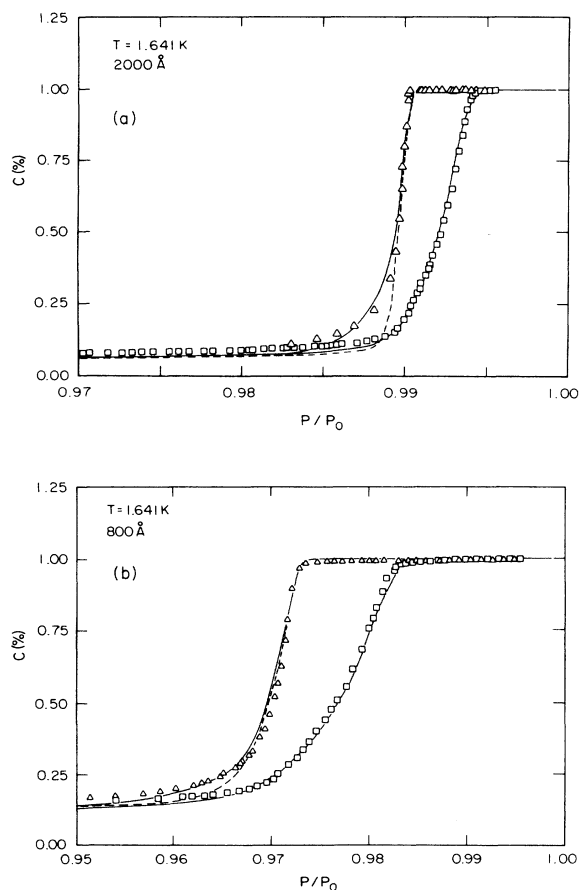 1.25
T = 1.641 K
2000 Å
1.00
(a)
0.75
C (%)
0.50
0.25
0.00
0.97
0.98
0.99
1.00
P / P₀
1.25
T = 1.641 K
800 Å
1.00
(b)
0.75
C (%)
0.50
0.25
0.00
0.95
0.96
0.97
0.98
0.99
1.00
P/P₀